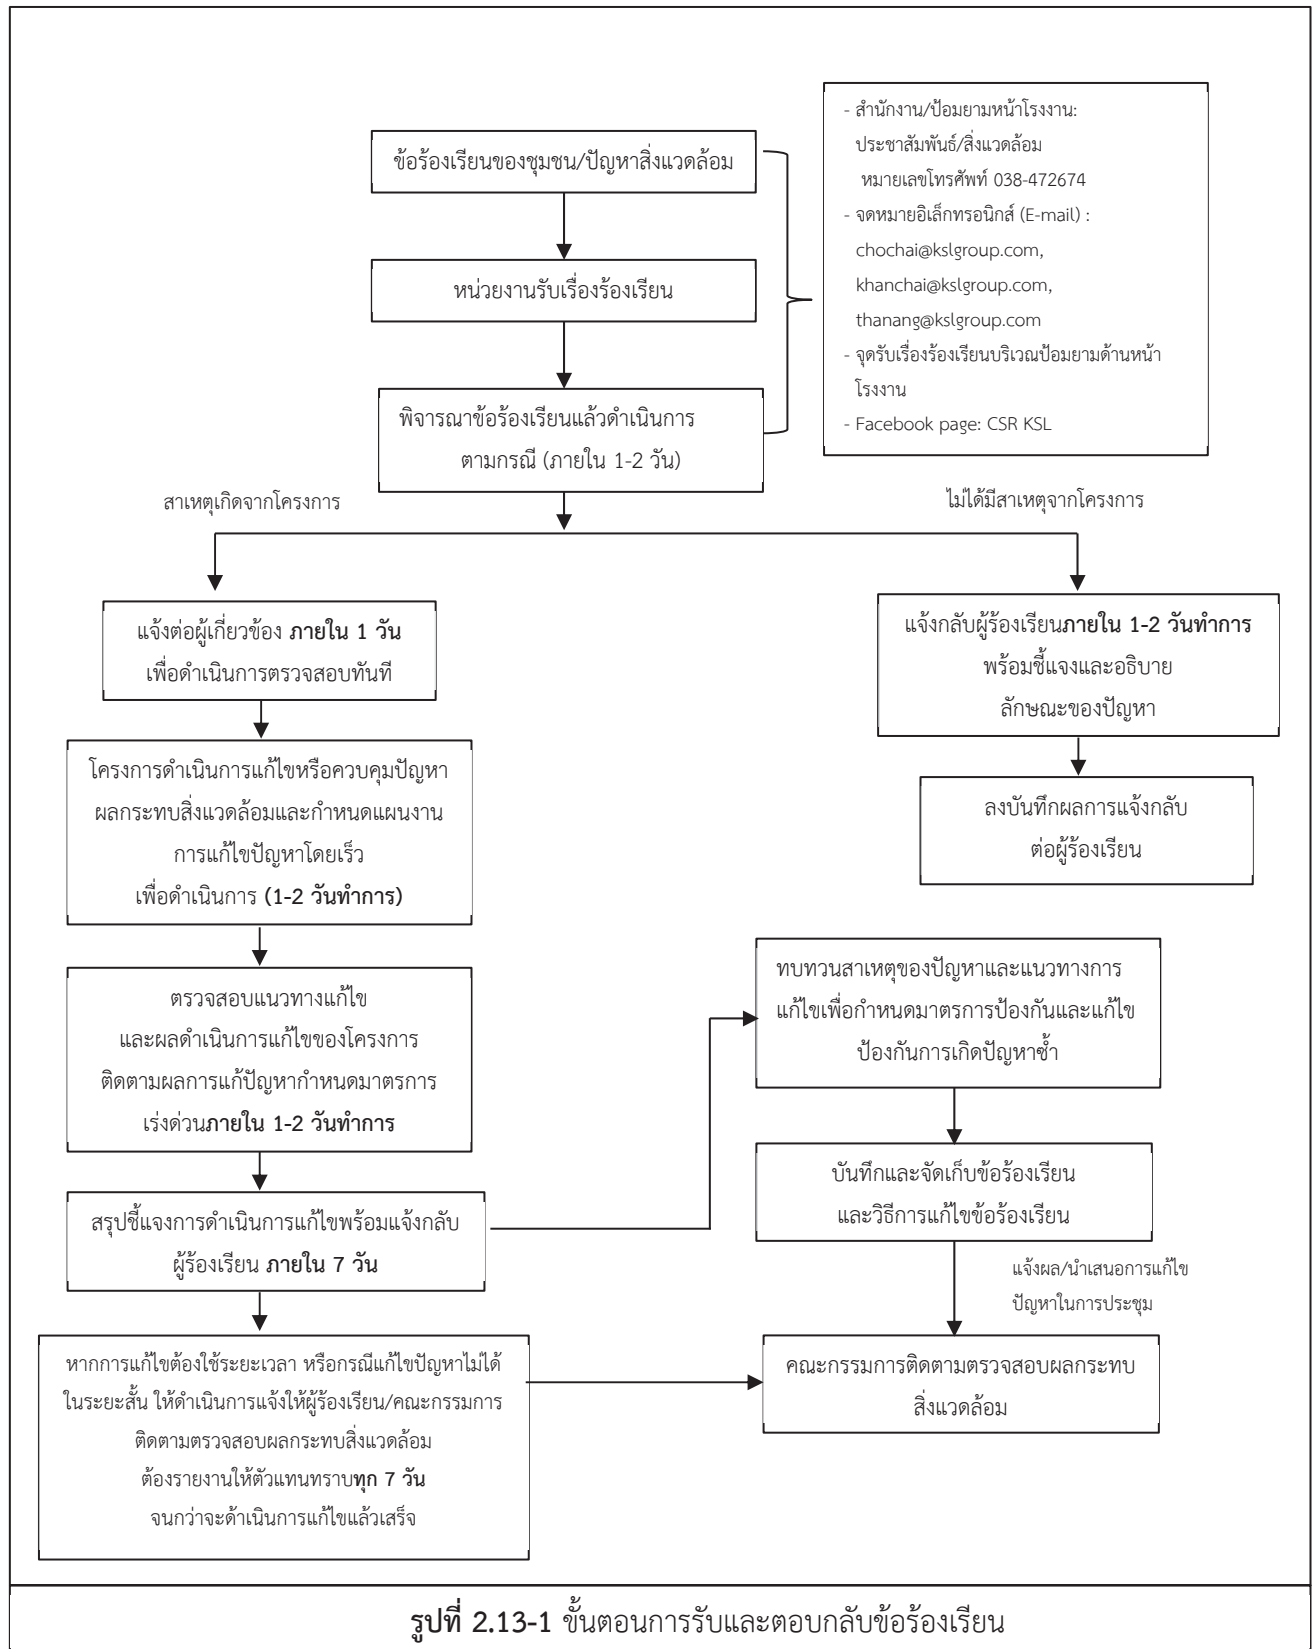 ข้อร้องเรียนของชุมชน/ปัญหาสิ่งแวดล้อม
หน่วยงานรับเรื่องร้องเรียน
พิจารณาข้อร้องเรียนแล้วดำเนินการ
ตามกรณี (ภายใน 1-2 วัน)
- สำนักงาน/ป้อมยามหน้าโรงงาน:
ประชาสัมพันธ์/สิ่งแวดล้อม
หมายเลขโทรศัพท์ 038-472674
- จดหมายอิเล็กทรอนิกส์ (E-mail) :
chochai@kslgroup.com,
khanchai@kslgroup.com,
thanang@kslgroup.com
- จุดรับเรื่องร้องเรียนบริเวณป้อมยามด้านหน้า
โรงงาน
- Facebook page: CSR KSL
สาเหตุเกิดจากโครงการ
ไม่ได้มีสาเหตุจากโครงการ
แจ้งต่อผู้เกี่ยวข้อง ภายใน 1 วัน
เพื่อดำเนินการตรวจสอบทันที
โครงการดำเนินการแก้ไขหรือควบคุมปัญหา
ผลกระทบสิ่งแวดล้อมและกำหนดแผนงาน
การแก้ไขปัญหาโดยเร็ว
เพื่อดำเนินการ (1-2 วันทำการ)
ตรวจสอบแนวทางแก้ไข
และผลดำเนินการแก้ไขของโครงการ
ติดตามผลการแก้ปัญหากำหนดมาตรการ
เร่งด่วนภายใน 1-2 วันทำการ
สรุปชี้แจงการดำเนินการแก้ไขพร้อมแจ้งกลับ
ผู้ร้องเรียน ภายใน 7 วัน
หากการแก้ไขต้องใช้ระยะเวลา หรือกรณีแก้ไขปัญหาไม่ได้
ในระยะสั้น ให้ดำเนินการแจ้งให้ผู้ร้องเรียน/คณะกรรมการ
ติดตามตรวจสอบผลกระทบสิ่งแวดล้อม
ต้องรายงานให้ตัวแทนทราบทุก 7 วัน
จนกว่าจะดำเนินการแก้ไขแล้วเสร็จ
แจ้งกลับผู้ร้องเรียนภายใน 1-2 วันทำการ
พร้อมชี้แจงและอธิบาย
ลักษณะของปัญหา
ลงบันทึกผลการแจ้งกลับ
ต่อผู้ร้องเรียน
ทบทวนสาเหตุของปัญหาและแนวทางการ
แก้ไขเพื่อกำหนดมาตรการป้องกันและแก้ไข
ป้องกันการเกิดปัญหาซ้ำ
บันทึกและจัดเก็บข้อร้องเรียน
และวิธีการแก้ไขข้อร้องเรียน
แจ้งผล/นำเสนอการแก้ไข
ปัญหาในการประชุม
คณะกรรมการติดตามตรวจสอบผลกระทบ
สิ่งแวดล้อม
รูปที่ 2.13-1 ขั้นตอนการรับและตอบกลับข้อร้องเรียน